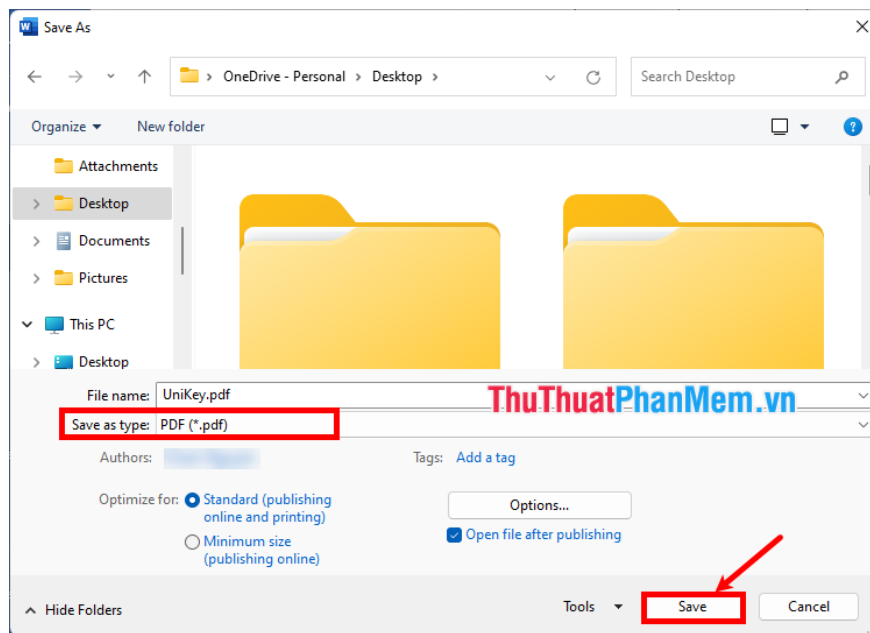 Save As
OneDrive - Personal > Desktop >
Search Desktop
Organize
New folder
Attachments
Desktop
Documents
Pictures
This PC
Desktop
File name: UniKey.pdf
ThuThuatPhanMem.vn
Save as type: PDF (*.pdf)
Authors:
Tags: Add a tag
Optimize for: Standard (publishing
online and printing)
Minimum size
(publishing online)
Options...
Open file after publishing
Hide Folders
Tools
Save
Cancel